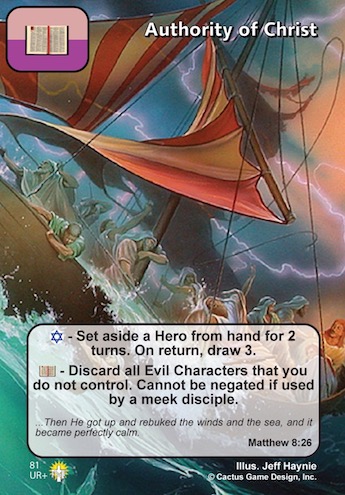 Authority of Christ
- Set aside a Hero from hand for 2
turns. On return, draw 3.
- Discard all Evil Characters that you
do not control. Cannot be negated if used
by a meek disciple.
...Then He got up and rebuked the winds and the sea, and it
became perfectly calm.
Matthew 8:26
81
UR+
Illus. Jeff Haynie
© Cactus Game Design, Inc.